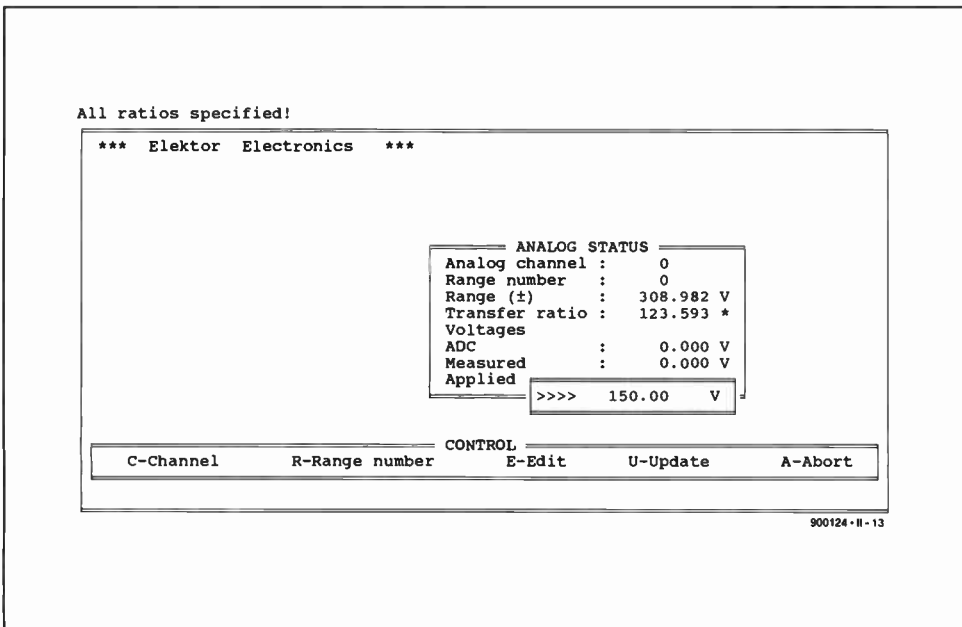 All ratios specified!
*** Elektor Electronics ***
ANALOG STATUS
Analog channel : 0
Range number : 0
Range (±) : 308.982 V
Transfer ratio : 123.593 *
Voltages
ADC : 0.000 V
Measured : 0.000 V
Applied
>>>> 150.00 V
CONTROL
C-Channel R-Range number E-Edit U-Update A-Abort
900124 • II - 13